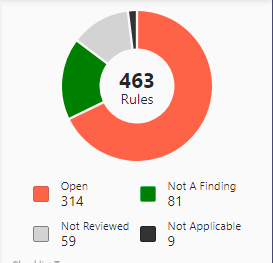 463
Rules
Open
314
Not A Finding
81
Not Reviewed
59
Not Applicable
9